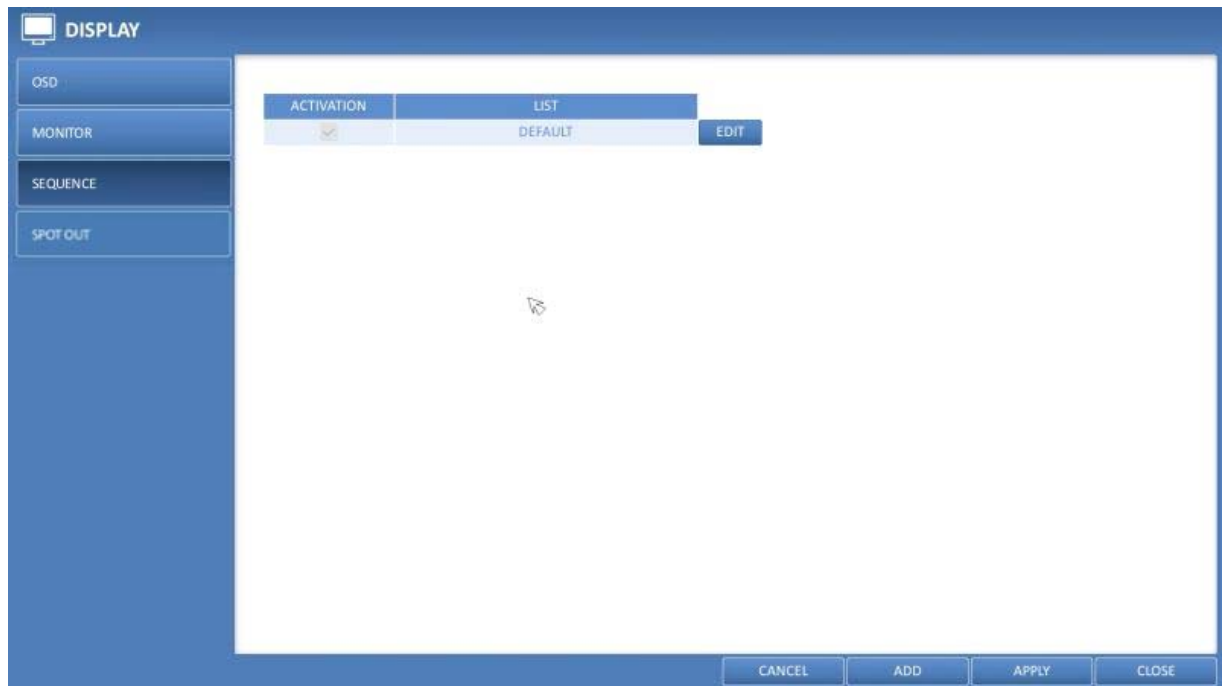 DISPLAY
OSD
MONITOR
SEQUENCE
SPOT OUT
ACTIVATION LIST
DEFAULT EDIT
CANCEL ADD APPLY CLOSE